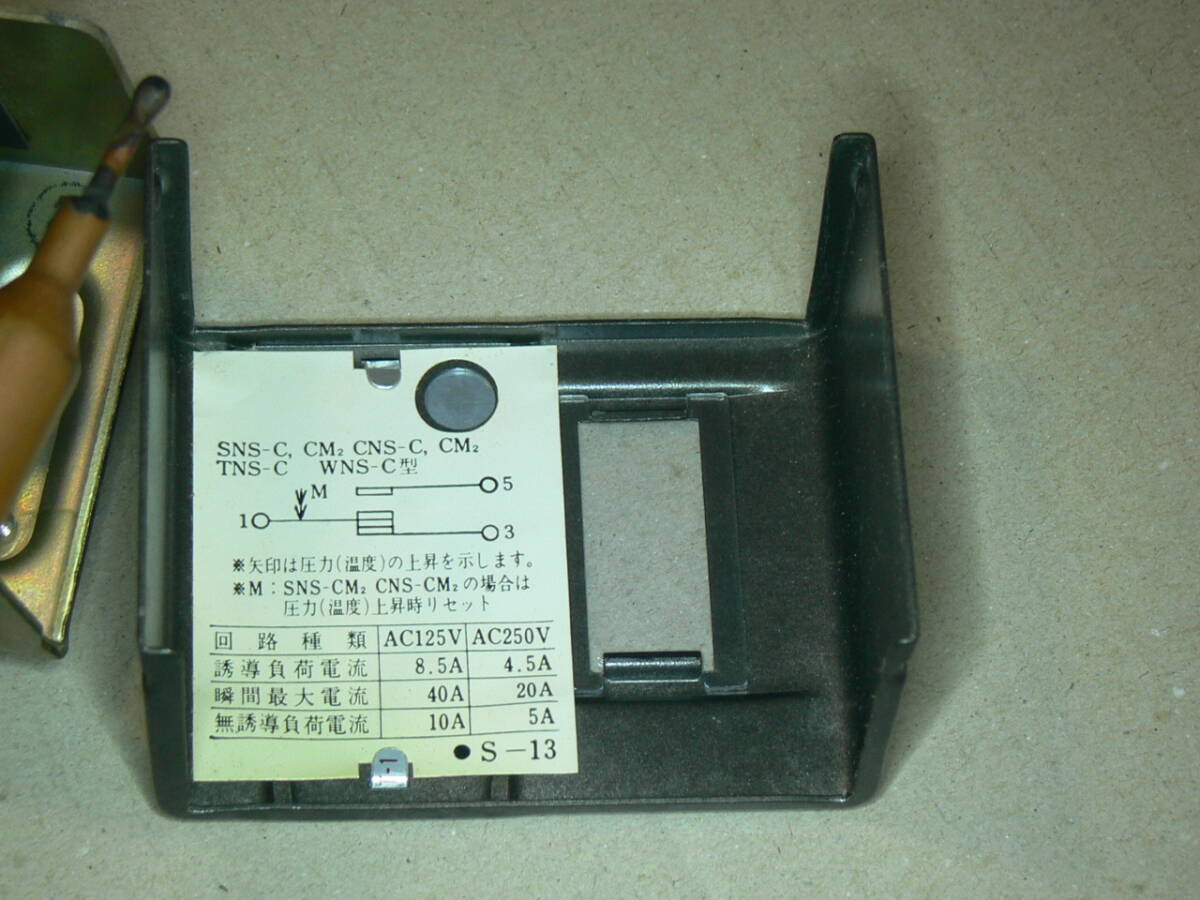 SNS-C, CM₂ CNS-C, CM₂
TNS-C WNS-C型
M
5
1
3
※矢印は圧力(温度)の上昇を示します。
※M：SNS-CM₂ CNS-CM₂の場合は
圧力(温度)上昇時リセット
回路種類 AC125V AC250V
誘導負荷電流 8.5A 4.5A
瞬間最大電流 40A 20A
無誘導負荷電流 10A 5A
●S－13